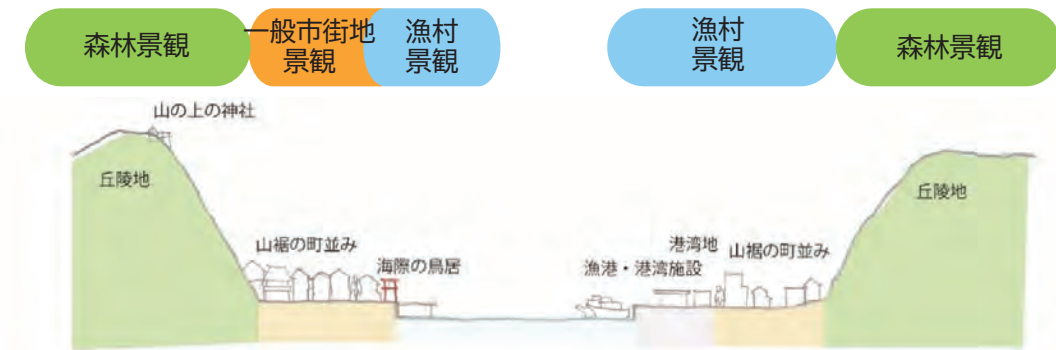 森林景観
一般市街地
景観
漁村
景観
漁村
景観
森林景観
山の上の神社
丘陵地
丘陵地
山裾の町並み
海際の鳥居
港湾地
漁港・港湾施設
山裾の町並み